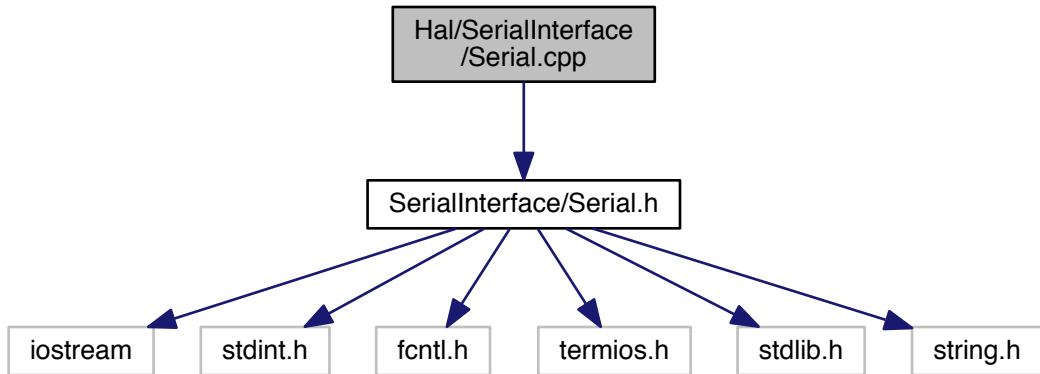 Hal/SerialInterface
/Serial.cpp
SerialInterface/Serial.h
iostream
stdint.h
fcntl.h
termios.h
stdlib.h
string.h